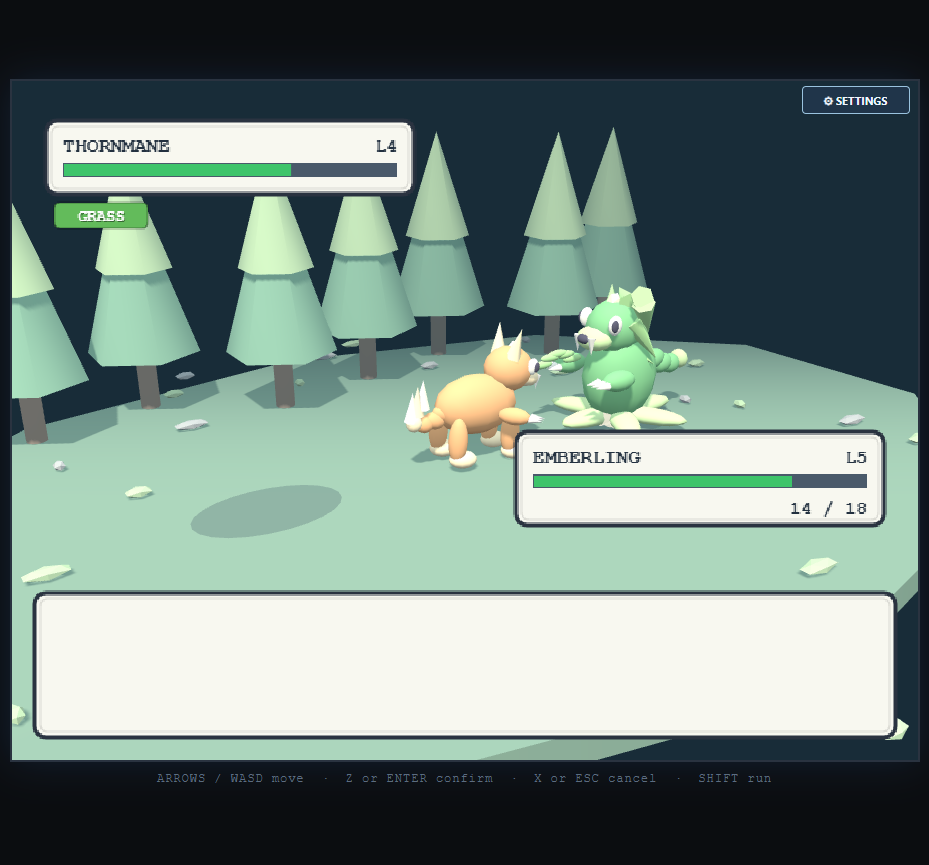 ⚙ SETTINGS
THORNMANE L4
GRASS
EMBERLING L5
14 / 18
ARROWS / WASD move · Z or ENTER confirm · X or ESC cancel · SHIFT run